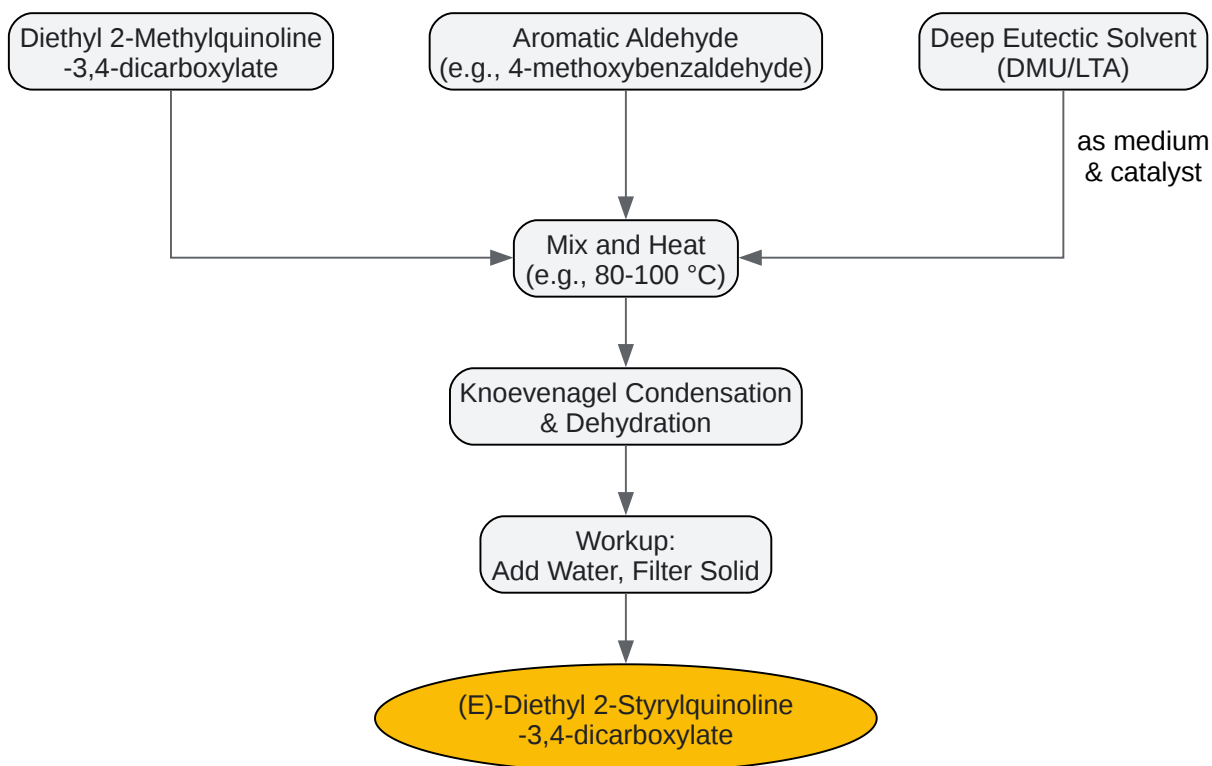 Diethyl 2-Methylquinoline
-3,4-dicarboxylate
Aromatic Aldehyde
(e.g., 4-methoxybenzaldehyde)
Deep Eutectic Solvent
(DMU/LTA)
as medium
& catalyst
Mix and Heat
(e.g., 80-100 °C)
Knoevenagel Condensation
& Dehydration
Workup:
Add Water, Filter Solid
(E)-Diethyl 2-Styrylquinoline
-3,4-dicarboxylate